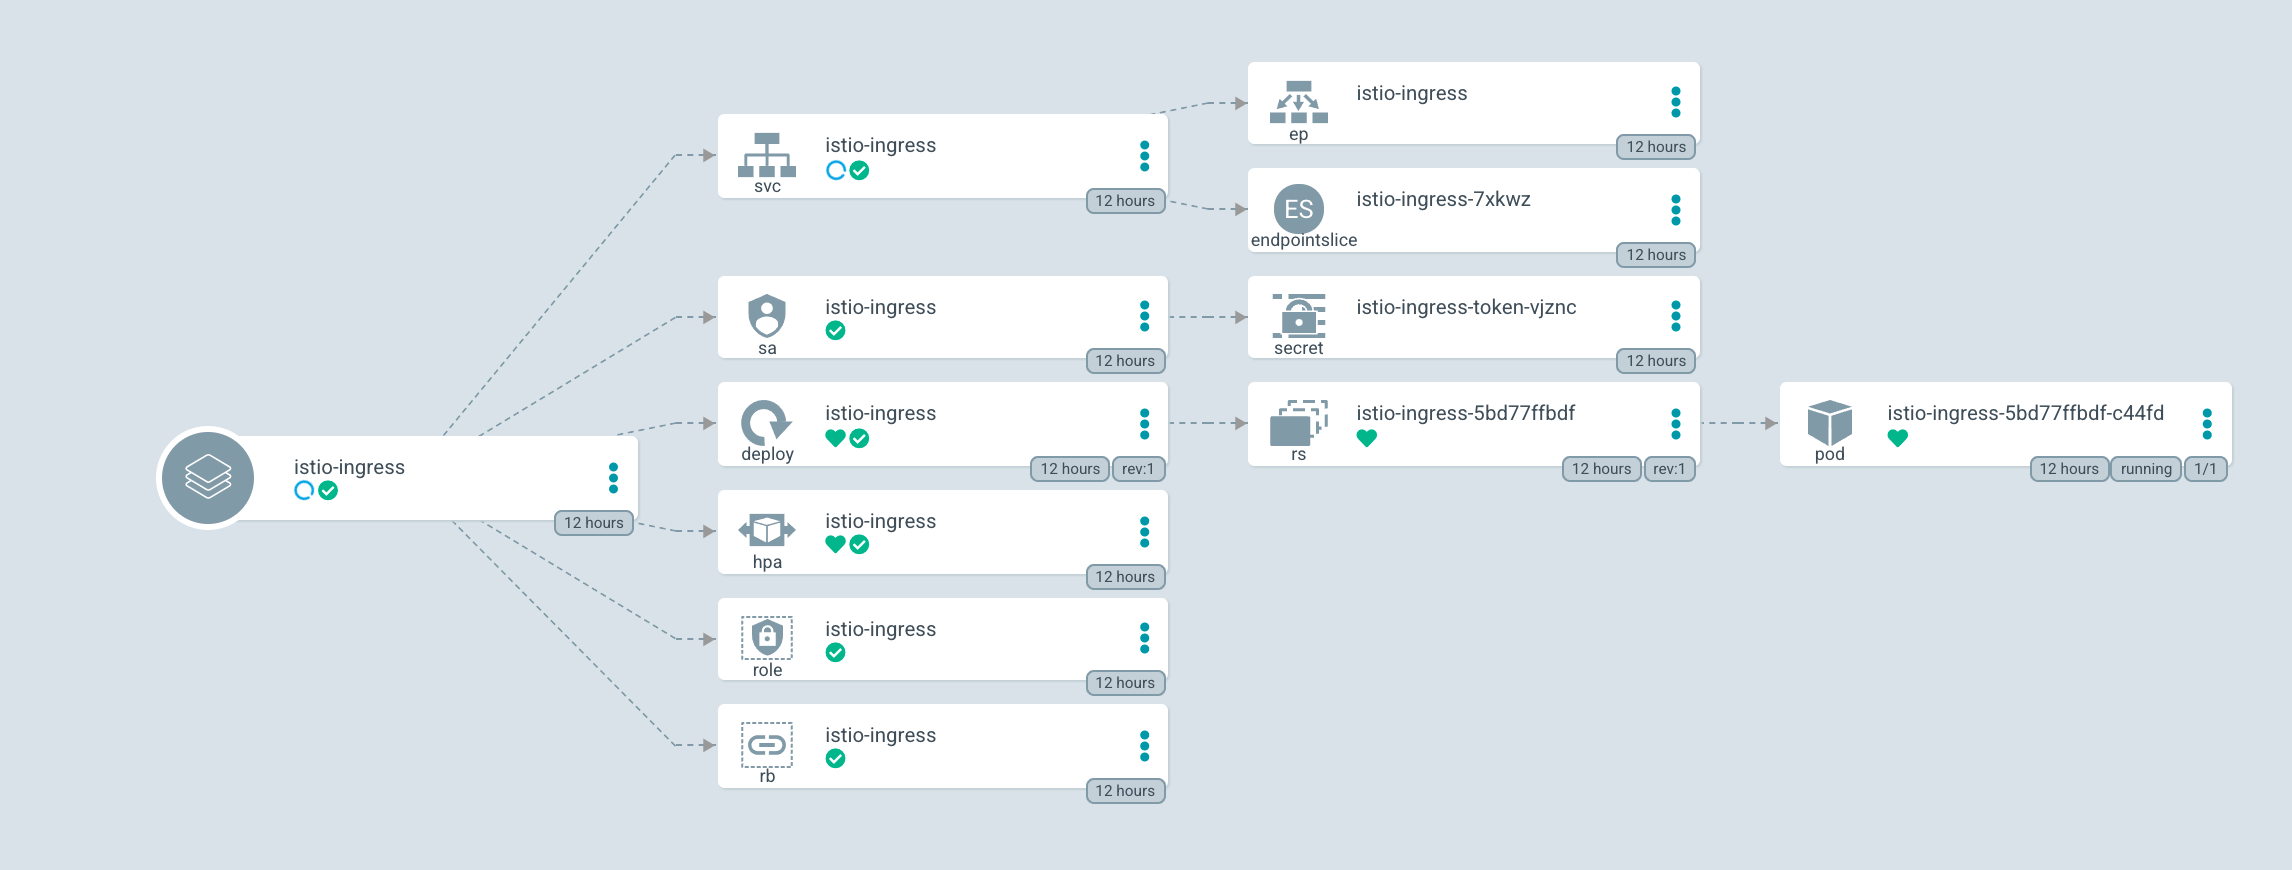 istio-ingress
12 hours
svc
istio-ingress
12 hours
ep
istio-ingress
12 hours
ES
endpointslice
istio-ingress-7xkwz
12 hours
sa
istio-ingress
12 hours
secret
istio-ingress-token-vjznc
12 hours
deploy
istio-ingress
12 hours
rev:1
rs
istio-ingress-5bd77ffbdf
12 hours
rev:1
pod
istio-ingress-5bd77ffbdf-c44fd
12 hours
running
1/1
hpa
istio-ingress
12 hours
role
istio-ingress
12 hours
rb
istio-ingress
12 hours